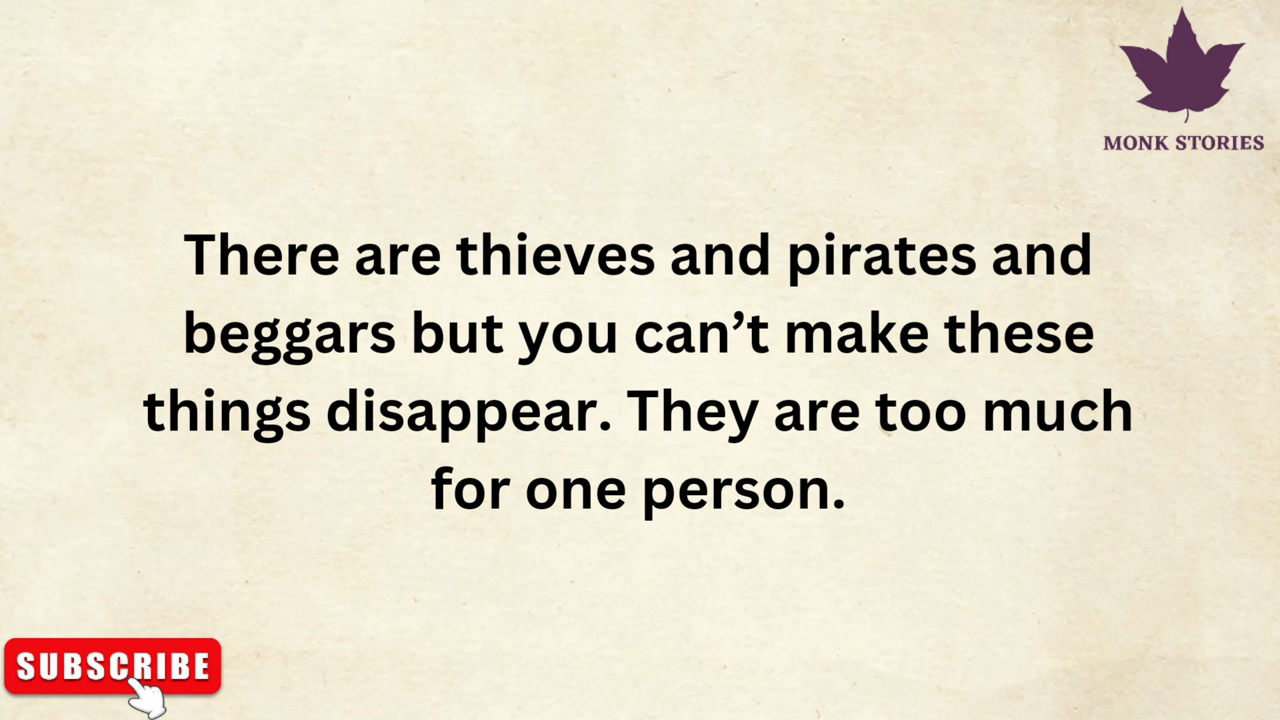 MONK STORIES
There are thieves and pirates and
beggars but you can’t make these
things disappear. They are too much
for one person.
SUBSCRIBE